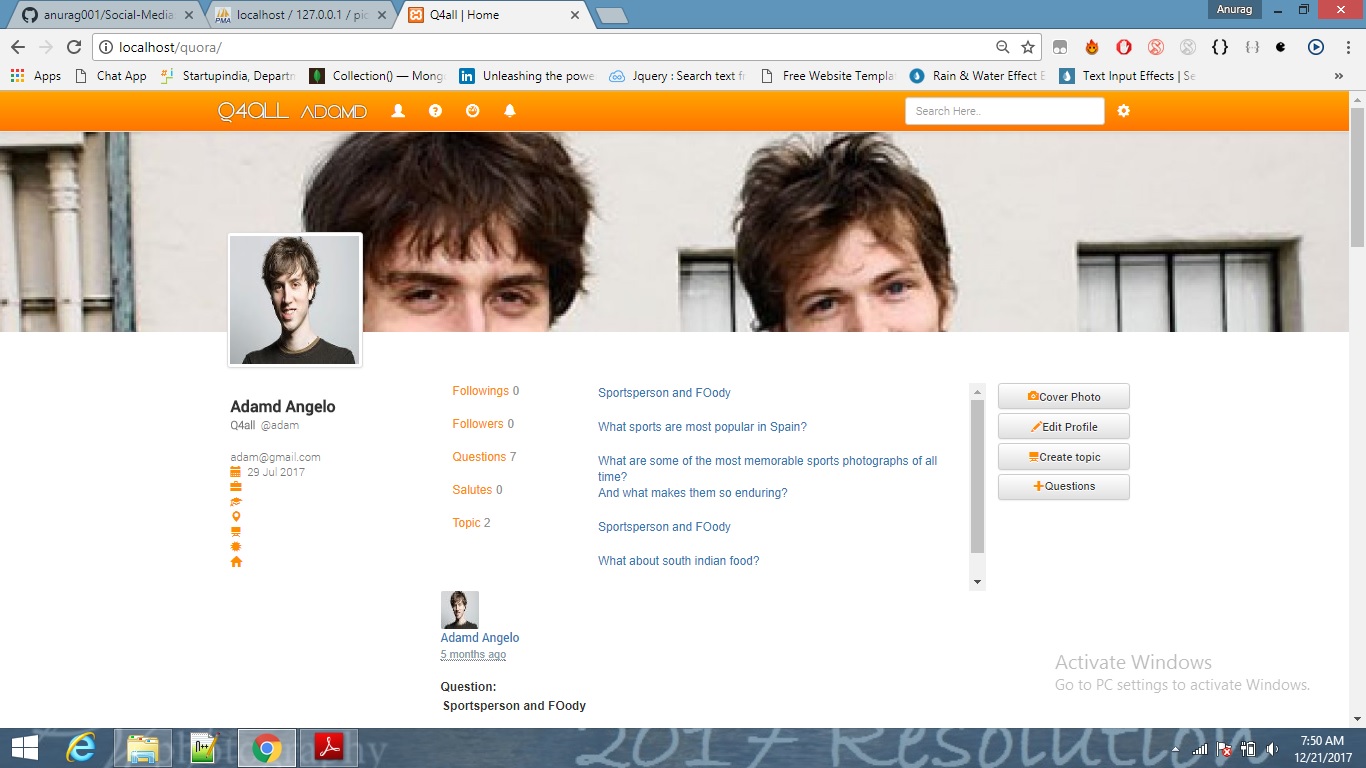 anurag001/Social-Media
localhost / 127.0.0.1 / pic
Q4all | Home
Anurag
localhost/quora/
Apps
Chat App
Startupindia, Departm
Collection() — Mong
Unleashing the powe
Jquery : Search text fr
Free Website Templa
Rain & Water Effect E
Text Input Effects | Se
»
Q4ALL ADAMD
Search Here..
Adamd Angelo
Q4all @adam
adam@gmail.com
29 Jul 2017
Followings 0
Followers 0
Questions 7
Salutes 0
Topic 2
Sportsperson and FOody
What sports are most popular in Spain?
What are some of the most memorable sports photographs of all
time?
And what makes them so enduring?
Sportsperson and FOody
What about south indian food?
Cover Photo
Edit Profile
Create topic
Questions
Adamd Angelo
5 months ago
Question:
Sportsperson and FOody
Activate Windows
Go to PC settings to activate Windows.
2017 Resolution
7:50 AM
12/21/2017